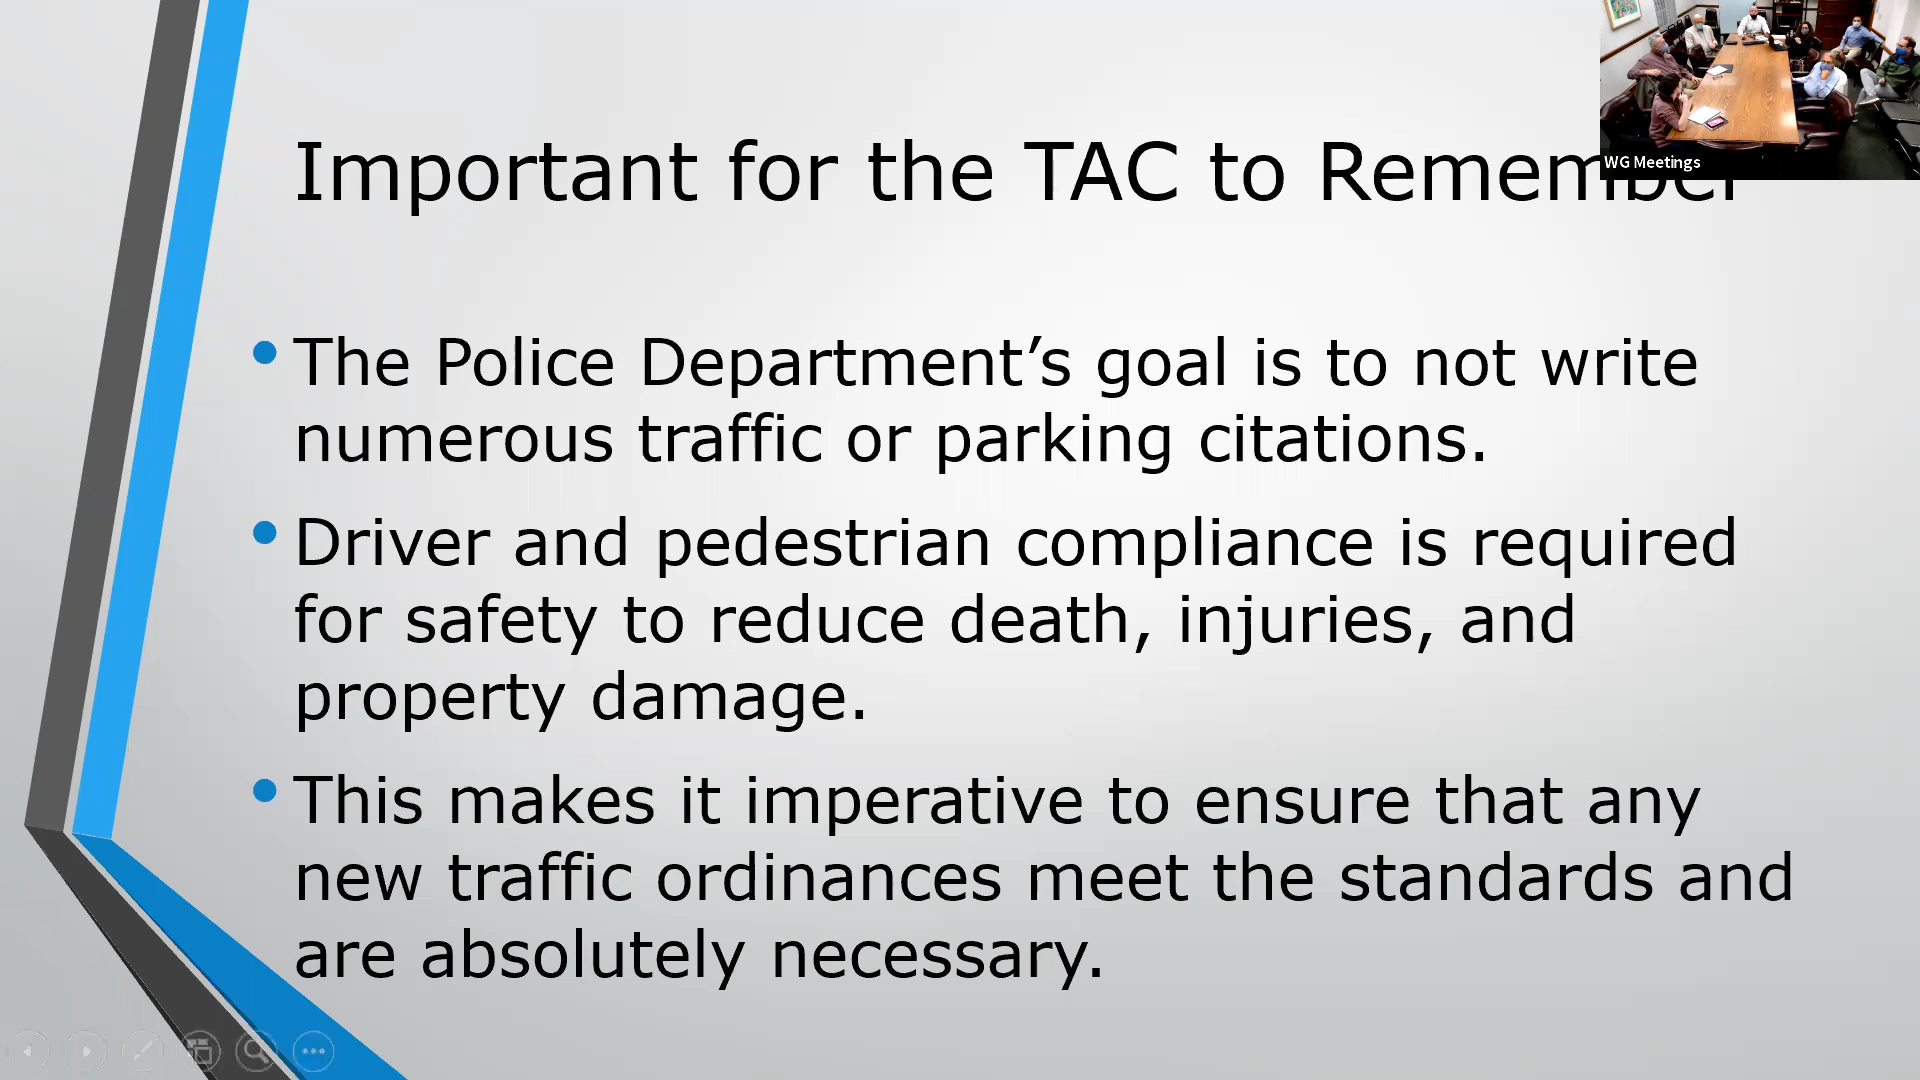 WG Meetings
Important for the TAC to Remember
• The Police Department’s goal is to not write
numerous traffic or parking citations.
• Driver and pedestrian compliance is required
for safety to reduce death, injuries, and
property damage.
• This makes it imperative to ensure that any
new traffic ordinances meet the standards and
are absolutely necessary.